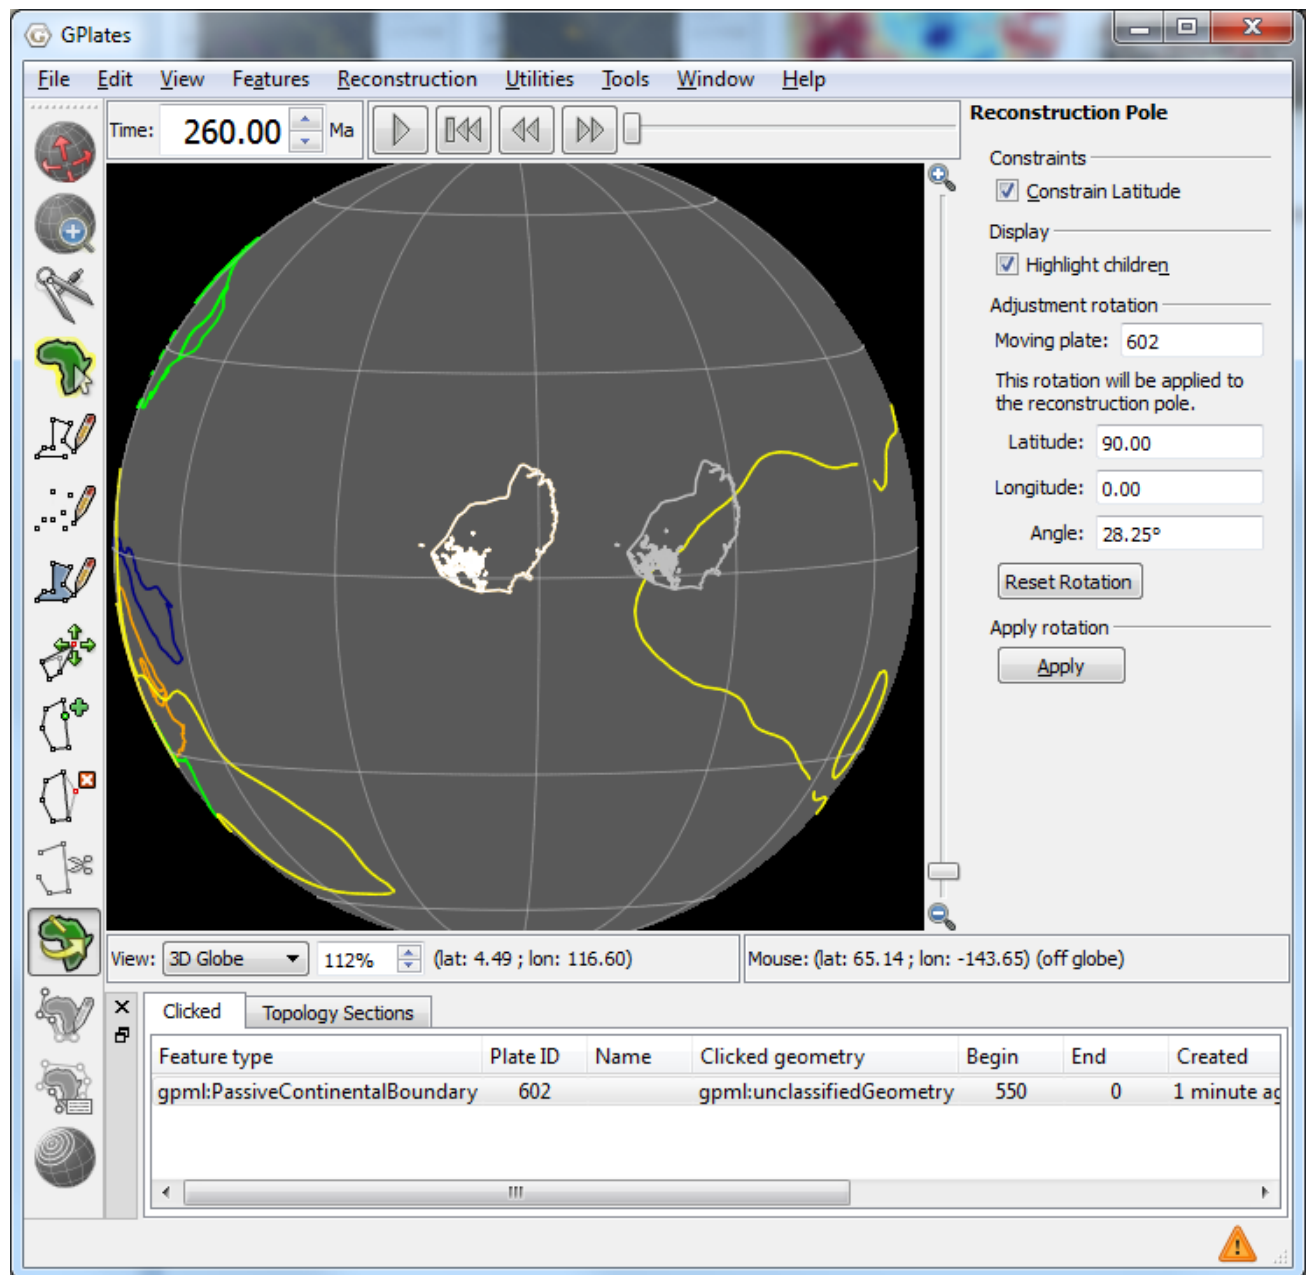 GPlates
File Edit View Features Reconstruction Utilities Tools Window Help
Time: 260.00 Ma
Reconstruction Pole
Constraints
Constrain Latitude
Display
Highlight children
Adjustment rotation
Moving plate: 602
This rotation will be applied to
the reconstruction pole.
Latitude: 90.00
Longitude: 0.00
Angle: 28.25°
Reset Rotation
Apply rotation
Apply
View: 3D Globe 112% (lat: 4.49 ; lon: 116.60) Mouse: (lat: 65.14 ; lon: -143.65) (off globe)
Clicked Topology Sections
Feature type Plate ID Name Clicked geometry Begin End Created
gpml:PassiveContinentalBoundary 602 gpml:unclassifiedGeometry 550 0 1 minute ag